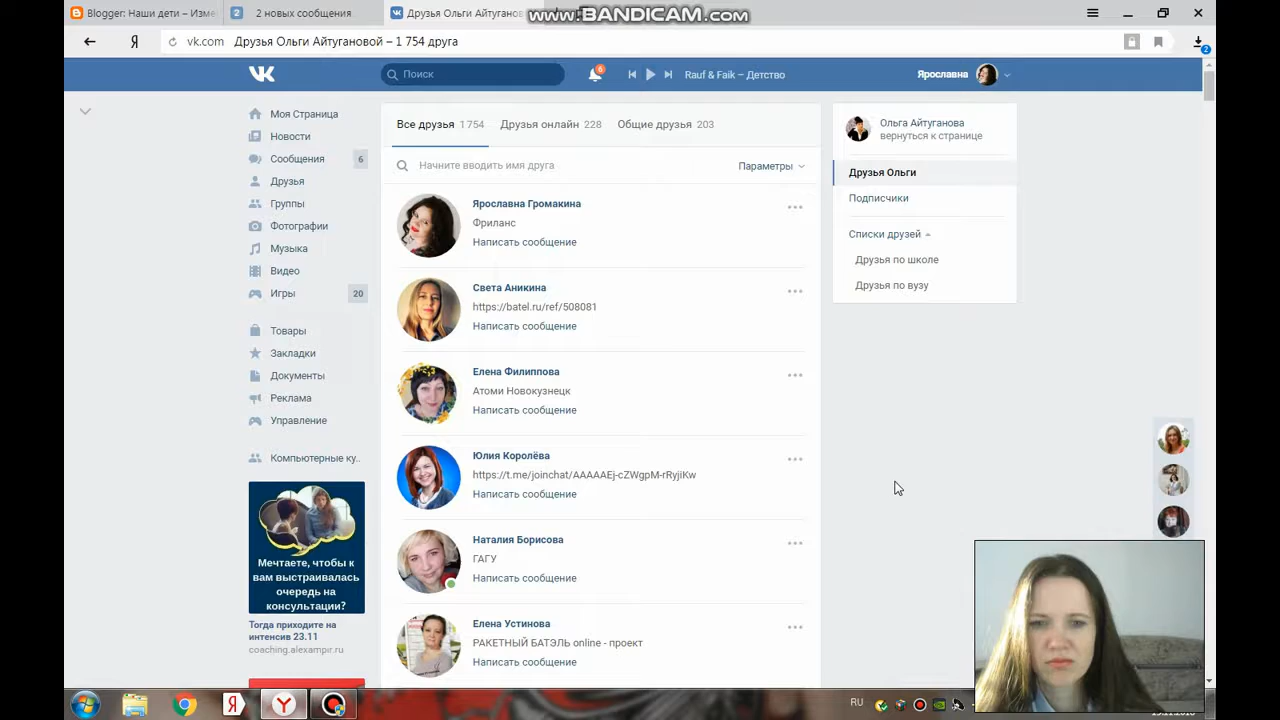 Blogger: Наши дети – Изме
2 2 новых сообщения
Друзья Ольги Айтугано
www.BANDICAM.com
Я vk.com Друзья Ольги Айтугановой – 1 754 друга
2
Поиск
6
Rauf & Faik – Детство
Ярославна
Моя Страница
Новости
Сообщения 6
Друзья
Группы
Фотографии
Музыка
Видео
Игры 20
Товары
Закладки
Документы
Реклама
Управление
Компьютерные ку..
Мечтаете, чтобы к
вам выстраивалась
очередь на
консультации?
Тогда приходите на
интенсив 23.11
coaching.alexampir.ru
Все друзья 1 754 Друзья онлайн 228 Общие друзья 203
Начните вводить имя друга Параметры
Ярославна Громакина
Фриланс
Написать сообщение
Света Аникина
https://batel.ru/ref/508081
Написать сообщение
Елена Филиппова
Атоми Новокузнецк
Написать сообщение
Юлия Королёва
https://t.me/joinchat/AAAAAEj-cZWgpM-rRyjiKw
Написать сообщение
Наталия Борисова
ГАГУ
Написать сообщение
Елена Устинова
РАКЕТНЫЙ БАТЭЛЬ online - проект
Написать сообщение
Ольга Айтуганова
вернуться к странице
Друзья Ольги
Подписчики
Списки друзей
Друзья по школе
Друзья по вузу
RU